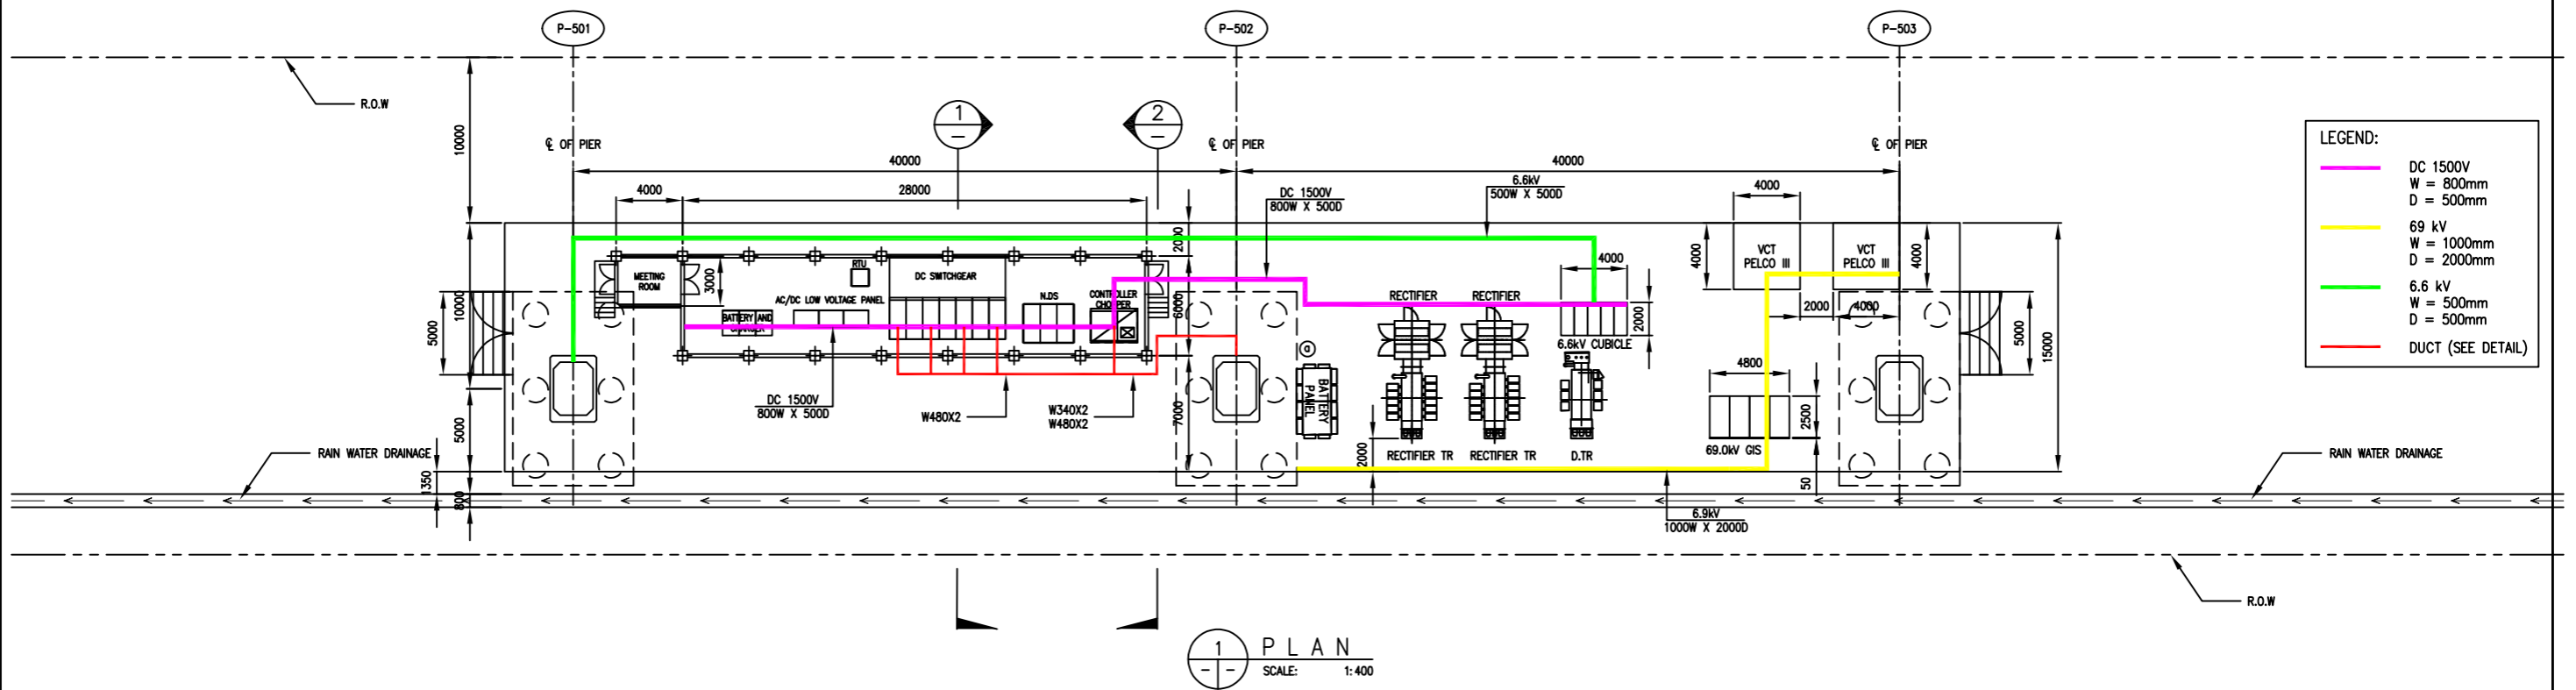 P-501
P-502
P-503
R.O.W
1
–
2
–
℄ OF PIER
℄ OF PIER
℄ OF PIER
10000
40000
40000
4000
28000
DC 1500V
800W X 500D
6.6kV
500W X 500D
4000
LEGEND:
DC 1500V
W = 800mm
D = 500mm
69 kV
W = 1000mm
D = 2000mm
6.6 kV
W = 500mm
D = 500mm
DUCT (SEE DETAIL)
2000
MEETING
ROOM
3000
RTU
DC SWITCHGEAR
AC/DC LOW VOLTAGE PANEL
BATTERY AND
CHARGER
N.DS
CONTROLLER
CHOPPER
6000
4000
VCT
PELCO III
VCT
PELCO III
4000
4000
RECTIFIER
RECTIFIER
2000
6.6kV CUBICLE
2000
4000
10000
5000
5000
15000
a
BATTERY
PANEL
DC 1500V
800W X 500D
W480X2
W340X2
W480X2
7000
4800
2500
69.0kV GIS
5000
RAIN WATER DRAINAGE
2000
RECTIFIER TR
RECTIFIER TR
D.TR
RAIN WATER DRAINAGE
1350
800
50
6.9kV
1000W X 2000D
R.O.W
1
– –
PLAN
SCALE: 1:400